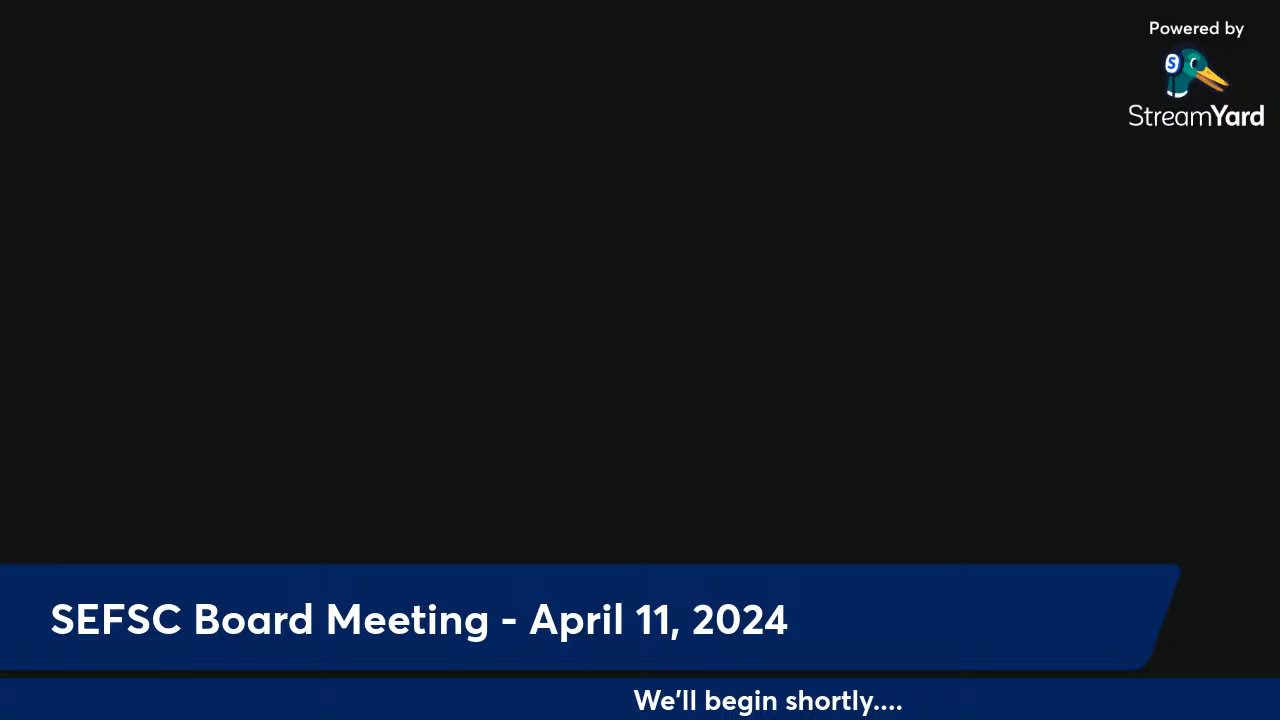 Powered by
S
StreamYard
SEFSC Board Meeting - April 11, 2024
We'll begin shortly....